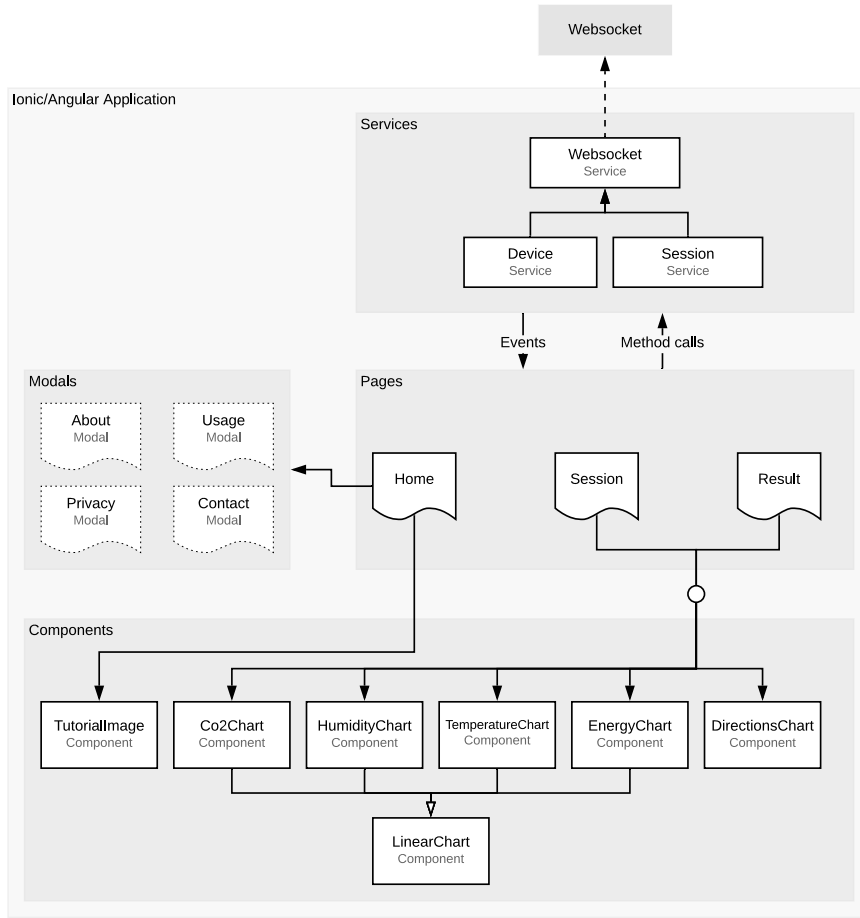 Websocket
Ionic/Angular Application
Services
Websocket
Service
Device
Service
Session
Service
Events
Method calls
Modals
About
Modal
Usage
Modal
Privacy
Modal
Contact
Modal
Pages
Home
Session
Result
Components
TutorialImage
Component
Co2Chart
Component
HumidityChart
Component
TemperatureChart
Component
EnergyChart
Component
DirectionsChart
Component
LinearChart
Component